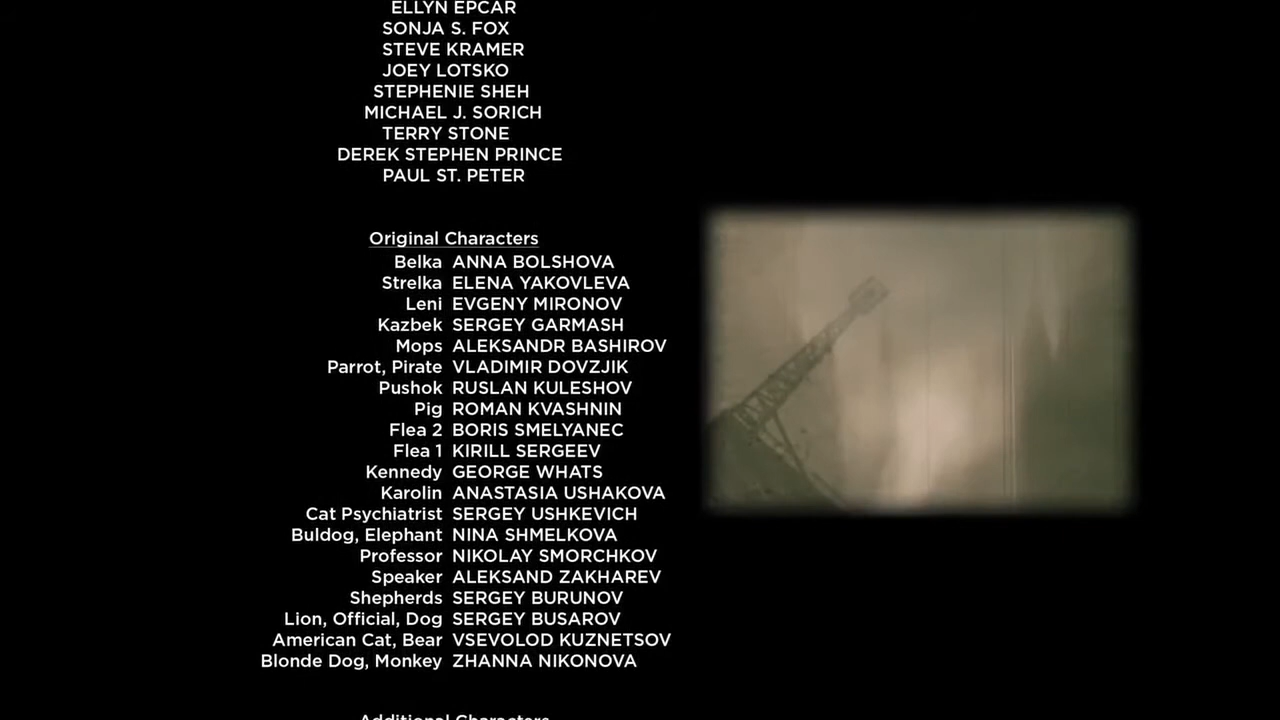 ELLYN EPCAR
SONJA S. FOX
STEVE KRAMER
JOEY LOTSKO
STEPHENIE SHEH
MICHAEL J. SORICH
TERRY STONE
DEREK STEPHEN PRINCE
PAUL ST. PETER
Original Characters
Belka ANNA BOLSHOVA
Strelka ELENA YAKOVLEVA
Leni EVGENY MIRONOV
Kazbek SERGEY GARMASH
Mops ALEKSANDR BASHIROV
Parrot, Pirate VLADIMIR DOVZJIK
Pushok RUSLAN KULESHOV
Pig ROMAN KVASHNIN
Flea 2 BORIS SMELYANEC
Flea 1 KIRILL SERGEEV
Kennedy GEORGE WHATS
Karolin ANASTASIA USHAKOVA
Cat Psychiatrist SERGEY USHKEVICH
Buldog, Elephant NINA SHMELKOVA
Professor NIKOLAY SMORCHKOV
Speaker ALEKSAND ZAKHAREV
Shepherds SERGEY BURUNOV
Lion, Official, Dog SERGEY BUSAROV
American Cat, Bear VSEVOLOD KUZNETSOV
Blonde Dog, Monkey ZHANNA NIKONOVA
Additional Characters